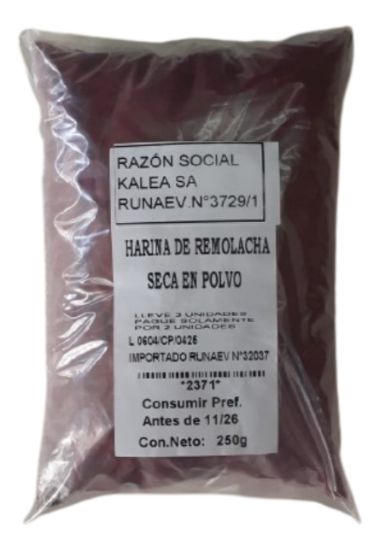 RAZÓN SOCIAL
KALEA SA
RUNAEV.N°3729/1
HARINA DE REMOLACHA
SECA EN POLVO
LLEVE 3 UNIDADES
PAGUE SOLAMENTE
POR 2 UNIDADES
L 0604/CP/0426
IMPORTADO RUNAEV N°32037
*2371*
Consumir Pref.
Antes de 11/26
Con.Neto: 250g